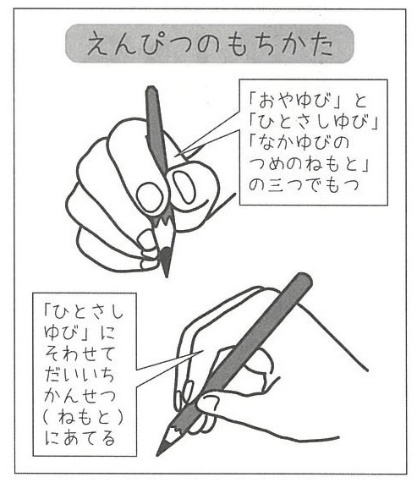 えんぴつのもちかた
「おやゆび」と
「ひとさしゆび」
「なかゆびの
つめのねもと」
の三つでもつ
「ひとさし
ゆび」に
そわせて
だいいち
かんせつ
(ねもと)
にあてる